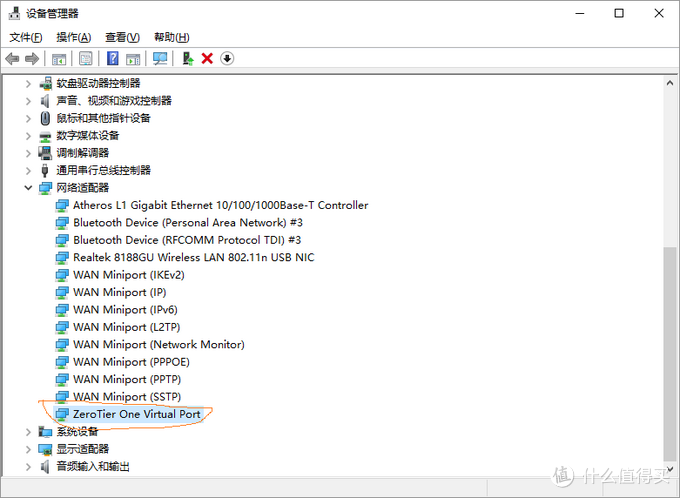 设备管理器
文件(F) 操作(A) 查看(V) 帮助(H)
软盘驱动器控制器
声音、视频和游戏控制器
鼠标和其他指针设备
数字媒体设备
调制解调器
通用串行总线控制器
网络适配器
Atheros L1 Gigabit Ethernet 10/100/1000Base-T Controller
Bluetooth Device (Personal Area Network) #3
Bluetooth Device (RFCOMM Protocol TDI) #3
Realtek 8188GU Wireless LAN 802.11n USB NIC
WAN Miniport (IKEv2)
WAN Miniport (IP)
WAN Miniport (IPv6)
WAN Miniport (L2TP)
WAN Miniport (Network Monitor)
WAN Miniport (PPPOE)
WAN Miniport (PPTP)
WAN Miniport (SSTP)
ZeroTier One Virtual Port
系统设备
显示适配器
音频输入和输出
值 什么值得买